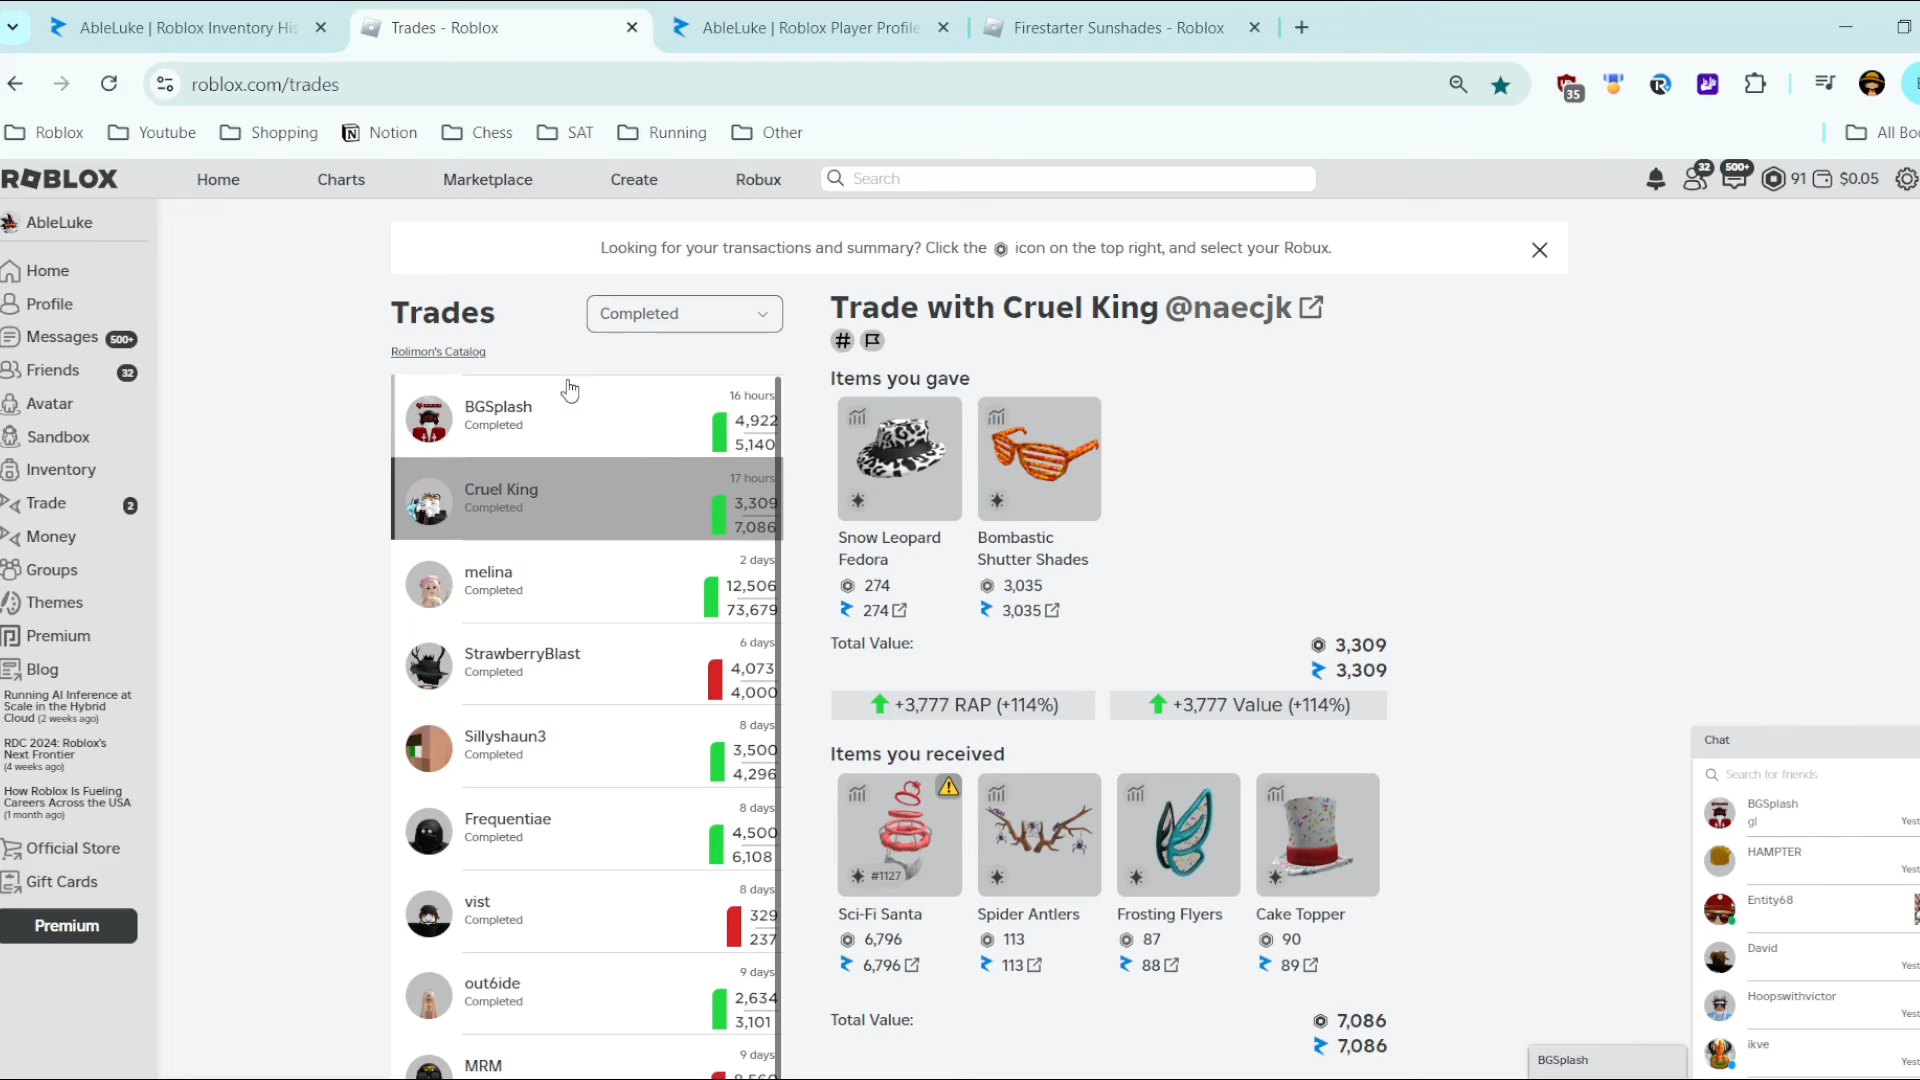 AbleLuke | Roblox Inventory His
Trades - Roblox
AbleLuke | Roblox Player Profile
Firestarter Sunshades - Roblox
roblox.com/trades
35
Roblox
Youtube
Shopping
Notion
Chess
SAT
Running
Other
All Boo
ROBLOX
Home
Charts
Marketplace
Create
Robux
Search
32
500+
91
$0.05
AbleLuke
Home
Profile
Messages
500+
Friends
32
Avatar
Sandbox
Inventory
Trade
2
Money
Groups
Themes
Premium
Blog
Running AI Inference at
Scale in the Hybrid
Cloud (2 weeks ago)
RDC 2024: Roblox's
Next Frontier
(4 weeks ago)
How Roblox Is Fueling
Careers Across the USA
(1 month ago)
Official Store
Gift Cards
Premium
Looking for your transactions and summary? Click the icon on the top right, and select your Robux.
Trades
Completed
Rolimon's Catalog
BGSplash
Completed
16 hours
4,922
5,140
Cruel King
Completed
17 hours
3,309
7,086
melina
Completed
2 days
12,506
73,679
StrawberryBlast
Completed
6 days
4,073
4,000
Sillyshaun3
Completed
8 days
3,500
4,296
Frequentiae
Completed
8 days
4,500
6,108
vist
Completed
8 days
329
237
out6ide
Completed
9 days
2,634
3,101
MRM
9 days
Trade with Cruel King @naecjk
#
Items you gave
Snow Leopard
Fedora
274
274
Bombastic
Shutter Shades
3,035
3,035
Total Value:
3,309
3,309
+3,777 RAP (+114%)
+3,777 Value (+114%)
Items you received
#1127
Sci-Fi Santa
6,796
6,796
Spider Antlers
113
113
Frosting Flyers
87
88
Cake Topper
90
89
Total Value:
7,086
7,086
Chat
Search for friends
BGSplash
gl
Yest
HAMPTER
Yest
Entity68
David
Yest
Hoopswithvictor
Yest
ikve
Yest
BGSplash